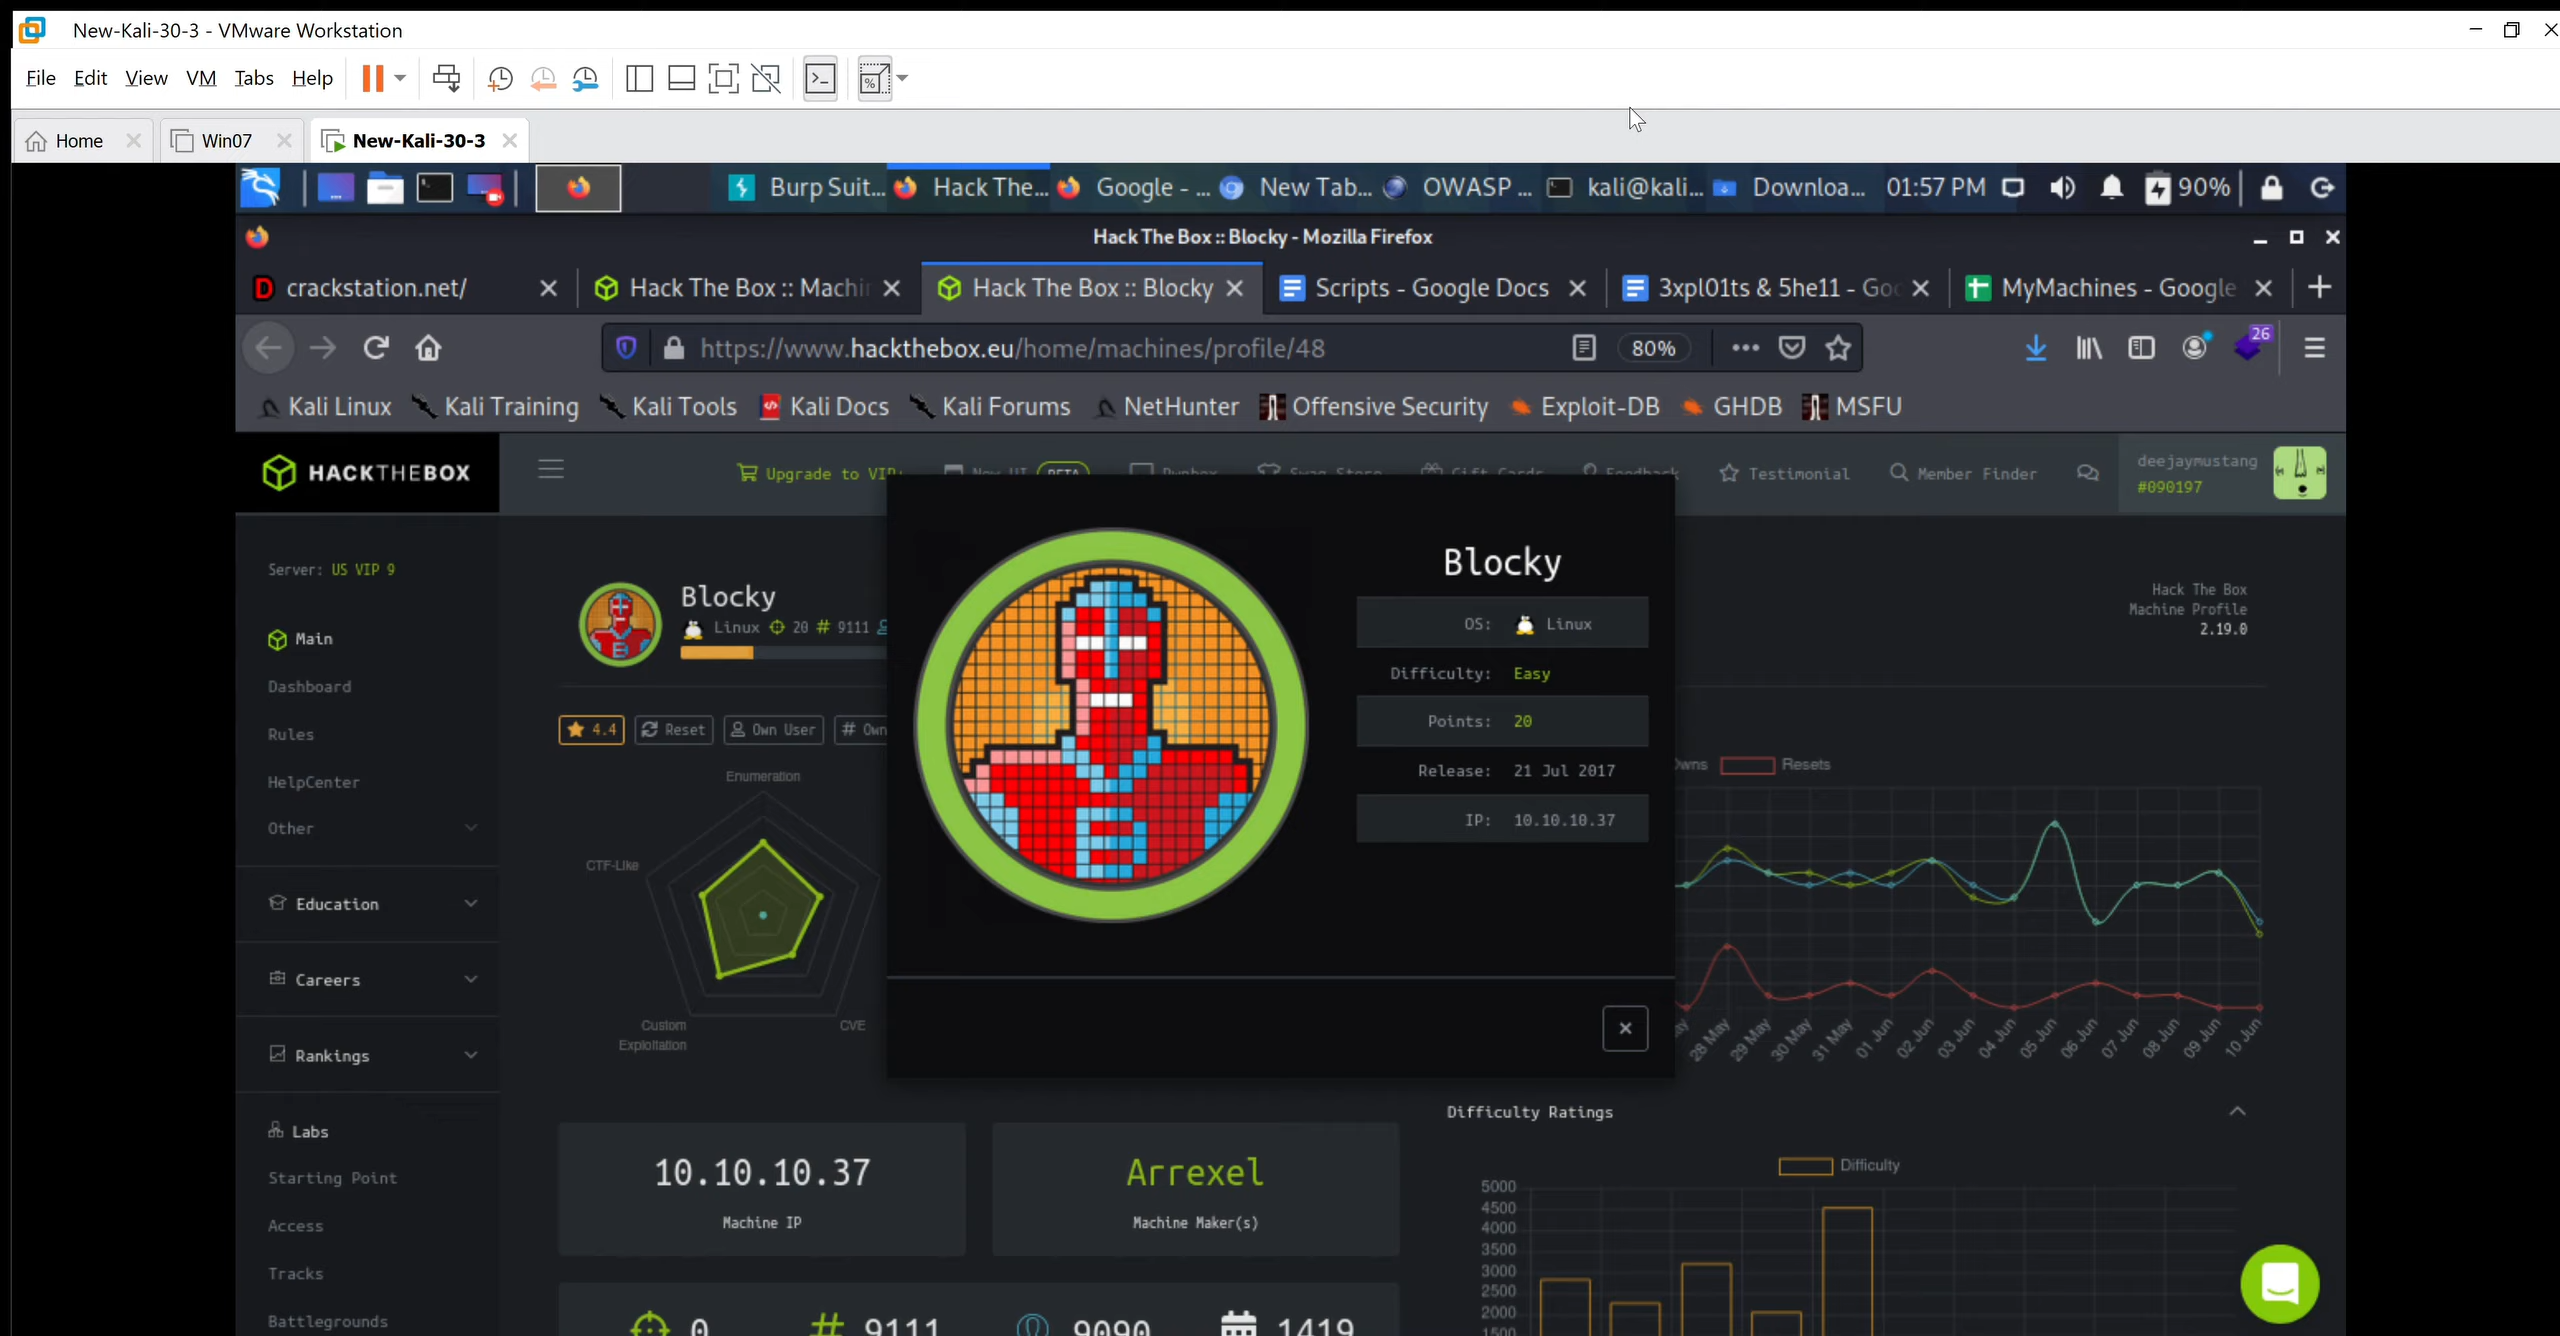 New-Kali-30-3 - VMware Workstation
File Edit View VM Tabs Help
Home Win07 New-Kali-30-3
Burp Suit... Hack The... Google - ... New Tab... OWASP ... kali@kali... Downloa... 01:57 PM 90%
Hack The Box :: Blocky - Mozilla Firefox
crackstation.net/ Hack The Box :: Machin Hack The Box :: Blocky Scripts - Google Docs 3xpl01ts & 5he11 - Goo MyMachines - Google
https://www.hackthebox.eu/home/machines/profile/48 80% 26
Kali Linux Kali Training Kali Tools Kali Docs Kali Forums NetHunter Offensive Security Exploit-DB GHDB MSFU
HACKTHEBOX Upgrade to VIP Testimonial Member Finder deejaymustang
#090197
Server: US VIP 9
Main
Dashboard
Rules
HelpCenter
Other
Education
Careers
Rankings
Labs
Starting Point
Access
Tracks
Battlegrounds
Blocky
Linux 20 # 9111
4.4 Reset Own User # Own
Enumeration
CTF-Like
Custom
Exploitation
CVE
Blocky
OS: Linux
Difficulty: Easy
Points: 20
Release: 21 Jul 2017
IP: 10.10.10.37
×
Hack The Box
Machine Profile
2.19.0
Resets
28 May 29 May 30 May 31 May 01 Jun 02 Jun 03 Jun 04 Jun 05 Jun 06 Jun 07 Jun 08 Jun 09 Jun 10 Jun
10.10.10.37
Machine IP
Arrexel
Machine Maker(s)
0 # 9111 9090 1419
Difficulty Ratings
Difficulty
5000
4500
4000
3500
3000
2500
2000
1500